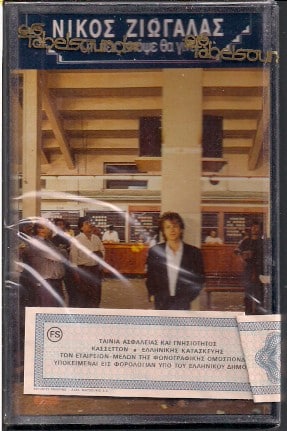 ΝΙΚΟΣ ΖΙΩΓΑΛΑΣ
θα
FS
ΤΑΙΝΙΑ ΑΣΦΑΛΕΙΑΣ ΚΑΙ ΓΝΗΣΙΟΤΗΤΟΣ
ΚΑΣΣΕΤΤΩΝ ΕΛΛΗΝΙΚΗΣ ΚΑΤΑΣΚΕΥΗΣ
ΤΩΝ ΕΤΑΙΡΕΙΩΝ-ΜΕΛΩΝ ΤΗΣ ΦΩΝΟΓΡΑΦΙΚΗΣ ΟΜΟΣΠΟΝ
ΥΠΟΚΕΙΜΕΝΑΙ ΕΙΣ ΦΟΡΟΛΟΓΙΑΝ ΥΠΟ ΤΟΥ ΕΛΛΗΝΙΚΟΥ ΔΗΜΟ